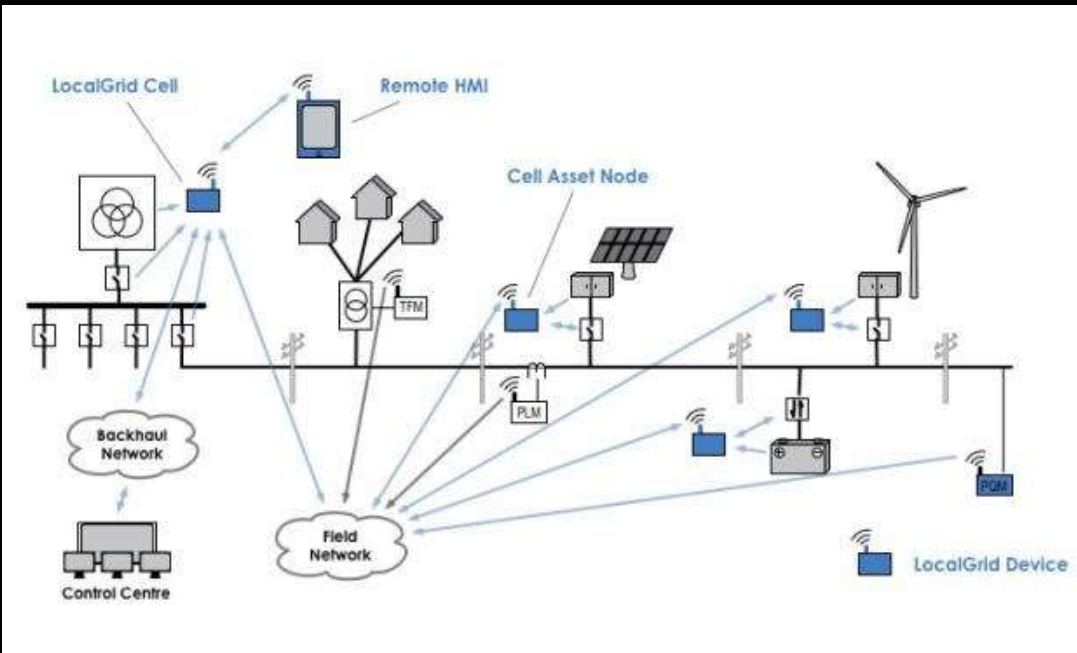 LocalGrid Cell
Remote HMI
Cell Asset Node
TFM
PLM
Backhaul
Network
PQM
Field
Network
LocalGrid Device
Control Centre